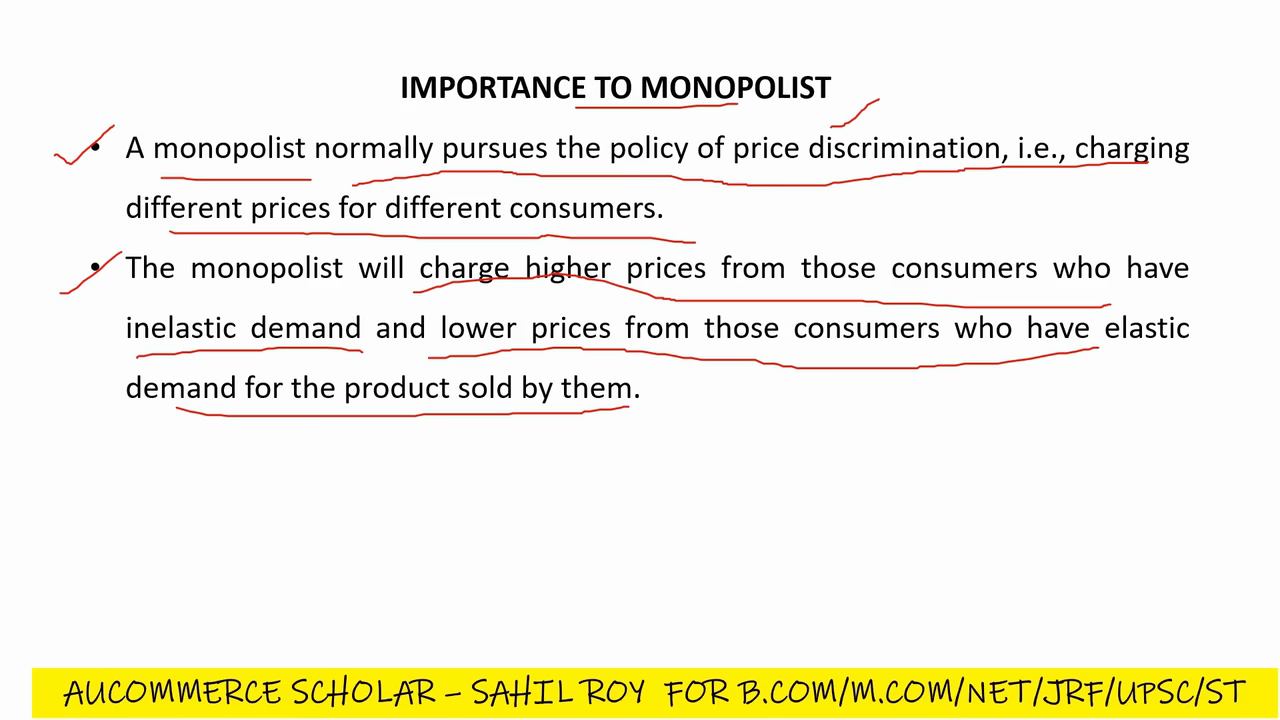 IMPORTANCE TO MONOPOLIST
• A monopolist normally pursues the policy of price discrimination, i.e., charging
different prices for different consumers.
• The monopolist will charge higher prices from those consumers who have
inelastic demand and lower prices from those consumers who have elastic
demand for the product sold by them.
AUCOMMERCE SCHOLAR – SAHIL ROY FOR B.COM/M.COM/NET/JRF/UPSC/ST